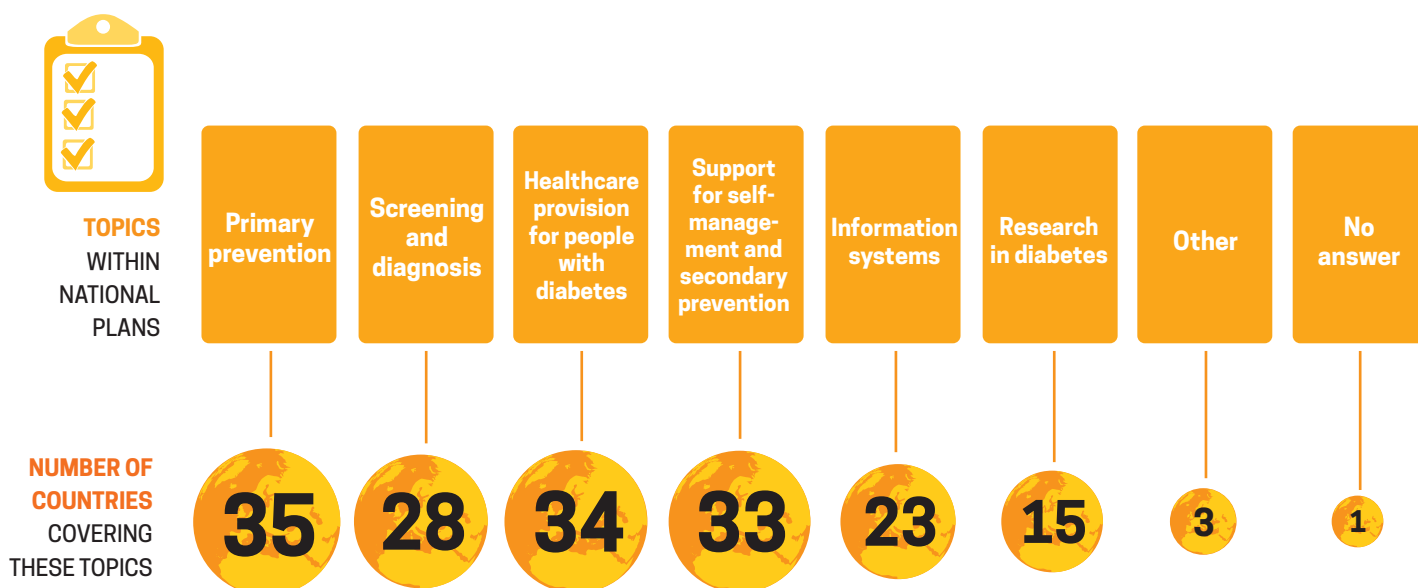 TOPICS
WITHIN
NATIONAL
PLANS
Primary
prevention
Screening
and
diagnosis
Healthcare
provision
for people
with
diabetes
Support
for self-
manage-
ment and
secondary
prevention
Information
systems
Research
in diabetes
Other
No
answer
NUMBER OF
COUNTRIES
COVERING
THESE TOPICS
35
28
34
33
23
15
3
1